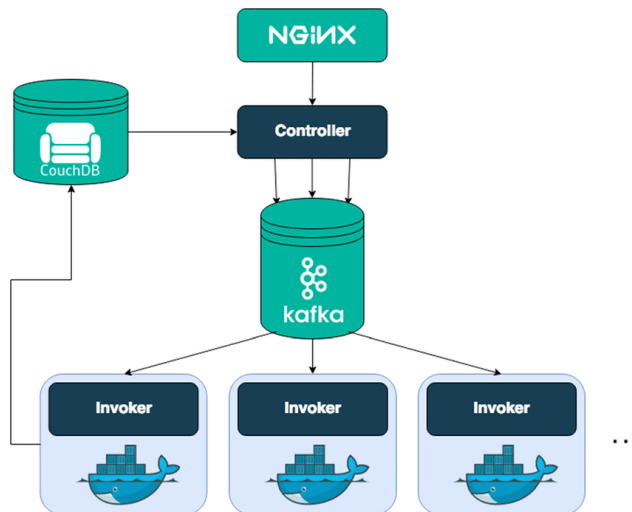 NGiNX
Controller
CouchDB
kafka
Invoker
Invoker
Invoker
..